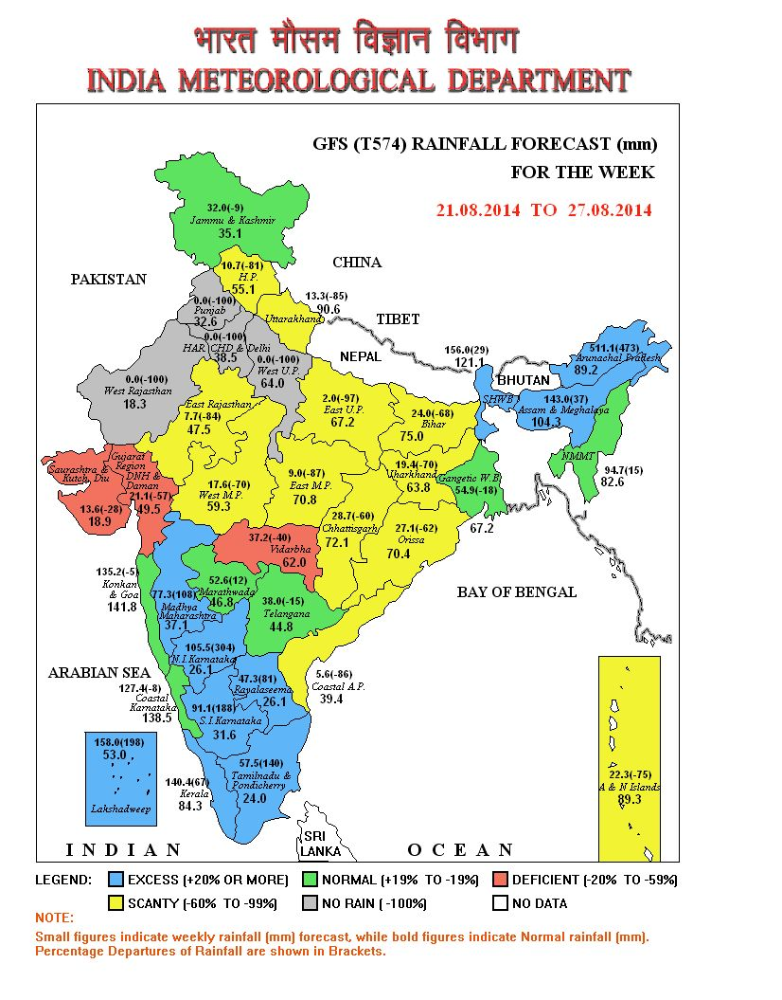 भारत मौसम विज्ञान विभाग
INDIA METEOROLOGICAL DEPARTMENT
GFS (T574) RAINFALL FORECAST (mm)
FOR THE WEEK
21.08.2014 TO 27.08.2014
32.0(-9)
Jammu & Kashmir
35.1
CHINA
PAKISTAN
10.7(-81)
H.P.
55.1
13.3(-85)
90.6
Uttarakhand
TIBET
0.0(-100)
Punjab
32.6
0.0(-100)
HAR. CHD & Delhi
38.5
NEPAL
0.0(-100)
West U.P.
64.0
156.0(29)
121.1
SHWB
BHUTAN
511.1(473)
Arunachal Pradesh
89.2
0.0(-100)
West Rajasthan
18.3
East Rajasthan
7.7(-84)
47.5
2.0(-97)
East U.P.
67.2
24.0(-68)
Bihar
75.0
143.0(37)
Assam & Meghalaya
104.3
NMMT
94.7(15)
82.6
Saurashtra &
Kutch, Diu
13.6(-28)
18.9
Gujarat
Region
DNH &
Daman
21.1(-57)
49.5
17.6(-70)
West M.P.
59.3
9.0(-87)
East M.P.
70.8
19.4(-70)
Jharkhand
63.8
Gangetic W.B.
54.9(-18)
67.2
28.7(-60)
Chhattisgarh
72.1
27.1(-62)
Orissa
70.4
37.2(-40)
Vidarbha
62.0
135.2(-5)
Konkan
& Goa
141.8
77.3(108)
Madhya
Maharashtra
37.1
52.6(12)
Marathwada
46.8
38.0(-15)
Telangana
44.8
BAY OF BENGAL
105.5(304)
N.I.Karnataka
26.1
ARABIAN SEA
127.4(-8)
Coastal
Karnataka
138.5
47.3(81)
Rayalaseema
26.1
5.6(-86)
Coastal A.P.
39.4
91.1(188)
S.I.Karnataka
31.6
158.0(198)
53.0
Lakshadweep
140.4(67)
Kerala
84.3
57.5(140)
Tamilnadu &
Pondicherry
24.0
22.3(-75)
A & N Islands
89.3
SRI
LANKA
INDIAN OCEAN
LEGEND: EXCESS (+20% OR MORE) NORMAL (+19% TO -19%) DEFICIENT (-20% TO -59%)
SCANTY (-60% TO -99%) NO RAIN ( -100%) NO DATA
NOTE:
Small figures indicate weekly rainfall (mm) forecast, while bold figures indicate Normal rainfall (mm).
Percentage Departures of Rainfall are shown in Brackets.